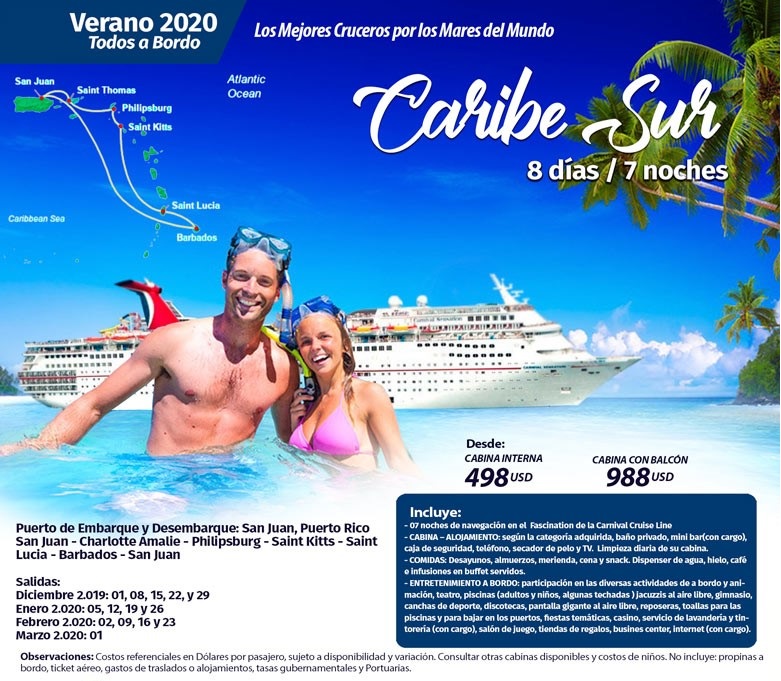 Verano 2020
Todos a Bordo
Los Mejores Cruceros por los Mares del Mundo
Caribe Sur
8 días / 7 noches
Atlantic
Ocean
San Juan
Saint Thomas
Philipsburg
Saint Kitts
Saint Lucia
Barbados
Caribbean Sea
Desde:
CABINA INTERNA
498 USD
CABINA CON BALCÓN
988 USD
Puerto de Embarque y Desembarque: San Juan, Puerto Rico
San Juan - Charlotte Amalie - Philipsburg - Saint Kitts - Saint
Lucia - Barbados - San Juan
Salidas:
Diciembre 2.019: 01, 08, 15, 22, y 29
Enero 2.020: 05, 12, 19 y 26
Febrero 2.020: 02, 09, 16 y 23
Marzo 2.020: 01
Incluye:
- 07 noches de navegación en el Fascination de la Carnival Cruise Line
- CABINA – ALOJAMIENTO: según la categoría adquirida, baño privado, mini bar(con cargo),
caja de seguridad, teléfono, secador de pelo y TV. Limpieza diaria de su cabina.
- COMIDAS: Desayunos, almuerzos, merienda, cena y snack. Dispenser de agua, hielo, café
e infusiones en buffet servidos.
- ENTRETENIMIENTO A BORDO: participación en las diversas actividades de a bordo y ani-
mación, teatro, piscinas (adultos y niños, algunas techadas ) jacuzzis al aire libre, gimnasio,
canchas de deporte, discotecas, pantalla gigante al aire libre, reposeras, toallas para las
piscinas y para bajar en los puertos, fiestas temáticas, casino, servicio de lavandería y tin-
torería (con cargo), salón de juego, tiendas de regalos, busines center, internet (con cargo).
Observaciones: Costos referenciales en Dólares por pasajero, sujeto a disponibilidad y variación. Consultar otras cabinas disponibles y costos de niños. No incluye: propinas a
bordo, ticket aéreo, gastos de traslados o alojamientos, tasas gubernamentales y Portuarias.